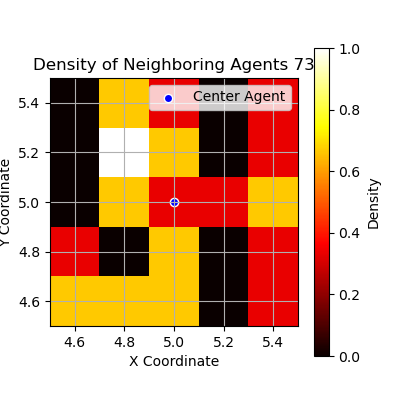 Density of Neighboring Agents 73
Center Agent
5.4
5.2
5.0
4.8
4.6
Y Coordinate
4.6 4.8 5.0 5.2 5.4
X Coordinate
1.0
0.8
0.6
0.4
0.2
0.0
Density